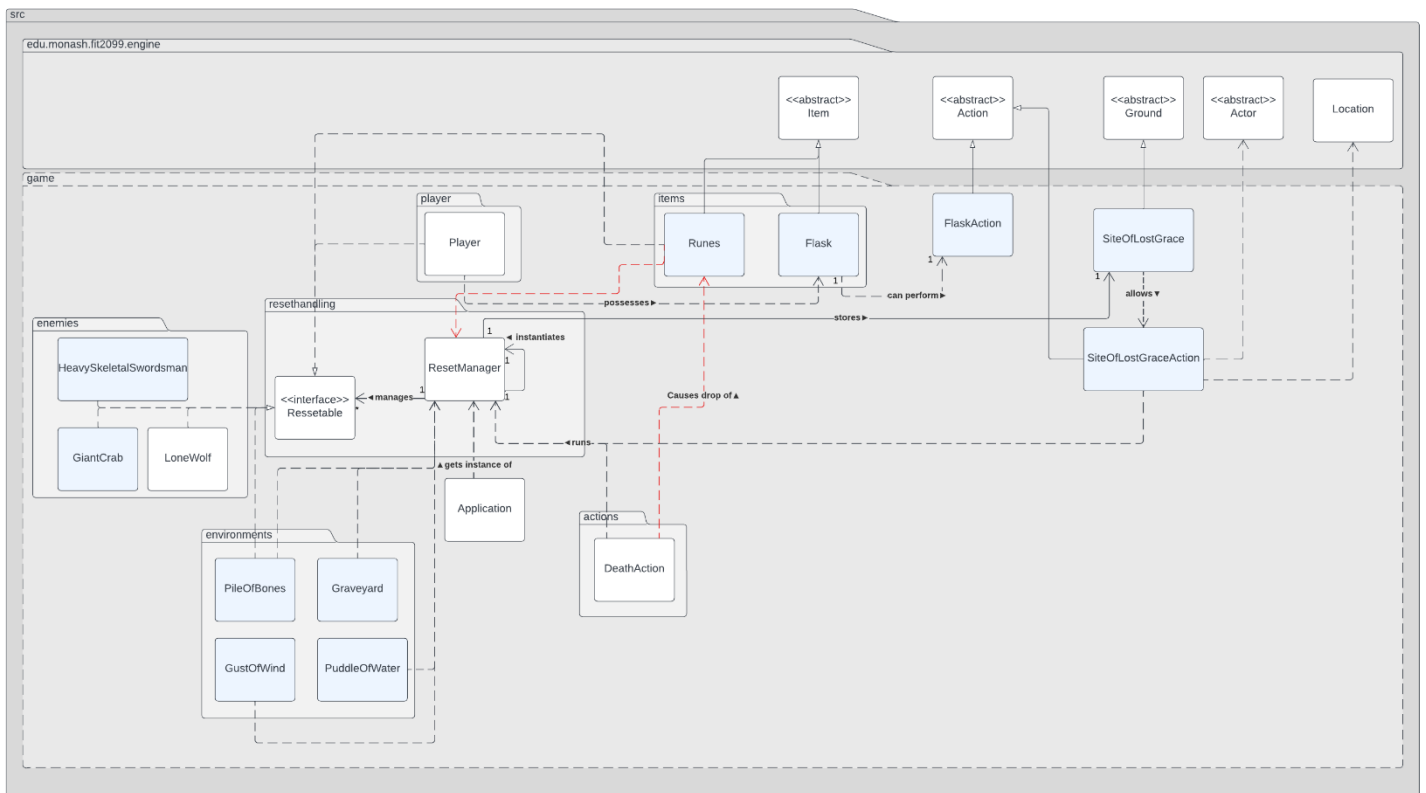 src
edu.monash.fit2099.engine
<<abstract>>
Item
<<abstract>>
Action
<<abstract>>
Ground
<<abstract>>
Actor
Location
game
player
Player
items
Runes
Flask
FlaskAction
SiteOfLostGrace
1
1
can perform►
1
allows▼
possesses►
stores►
resethandling
1
◄ instantiates
ResetManager
1
1
1
◄manages
<<interface>>
Ressetable
*
enemies
HeavySkeletalSwordsman
GiantCrab
LoneWolf
SiteOfLostGraceAction
Causes drop of▲
◄runs
▲gets instance of
Application
actions
DeathAction
environments
PileOfBones
Graveyard
GustOfWind
PuddleOfWater